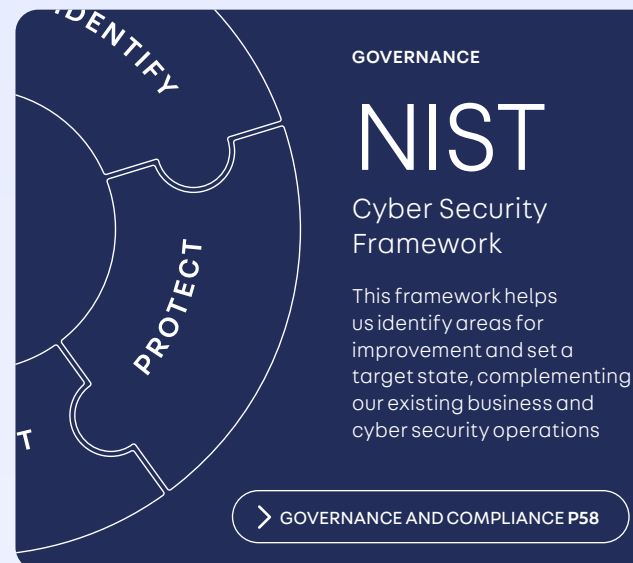 IDENTIFY
PROTECT
T
GOVERNANCE
NIST
Cyber Security
Framework
This framework helps
us identify areas for
improvement and set a
target state, complementing
our existing business and
cyber security operations
GOVERNANCE AND COMPLIANCE P58